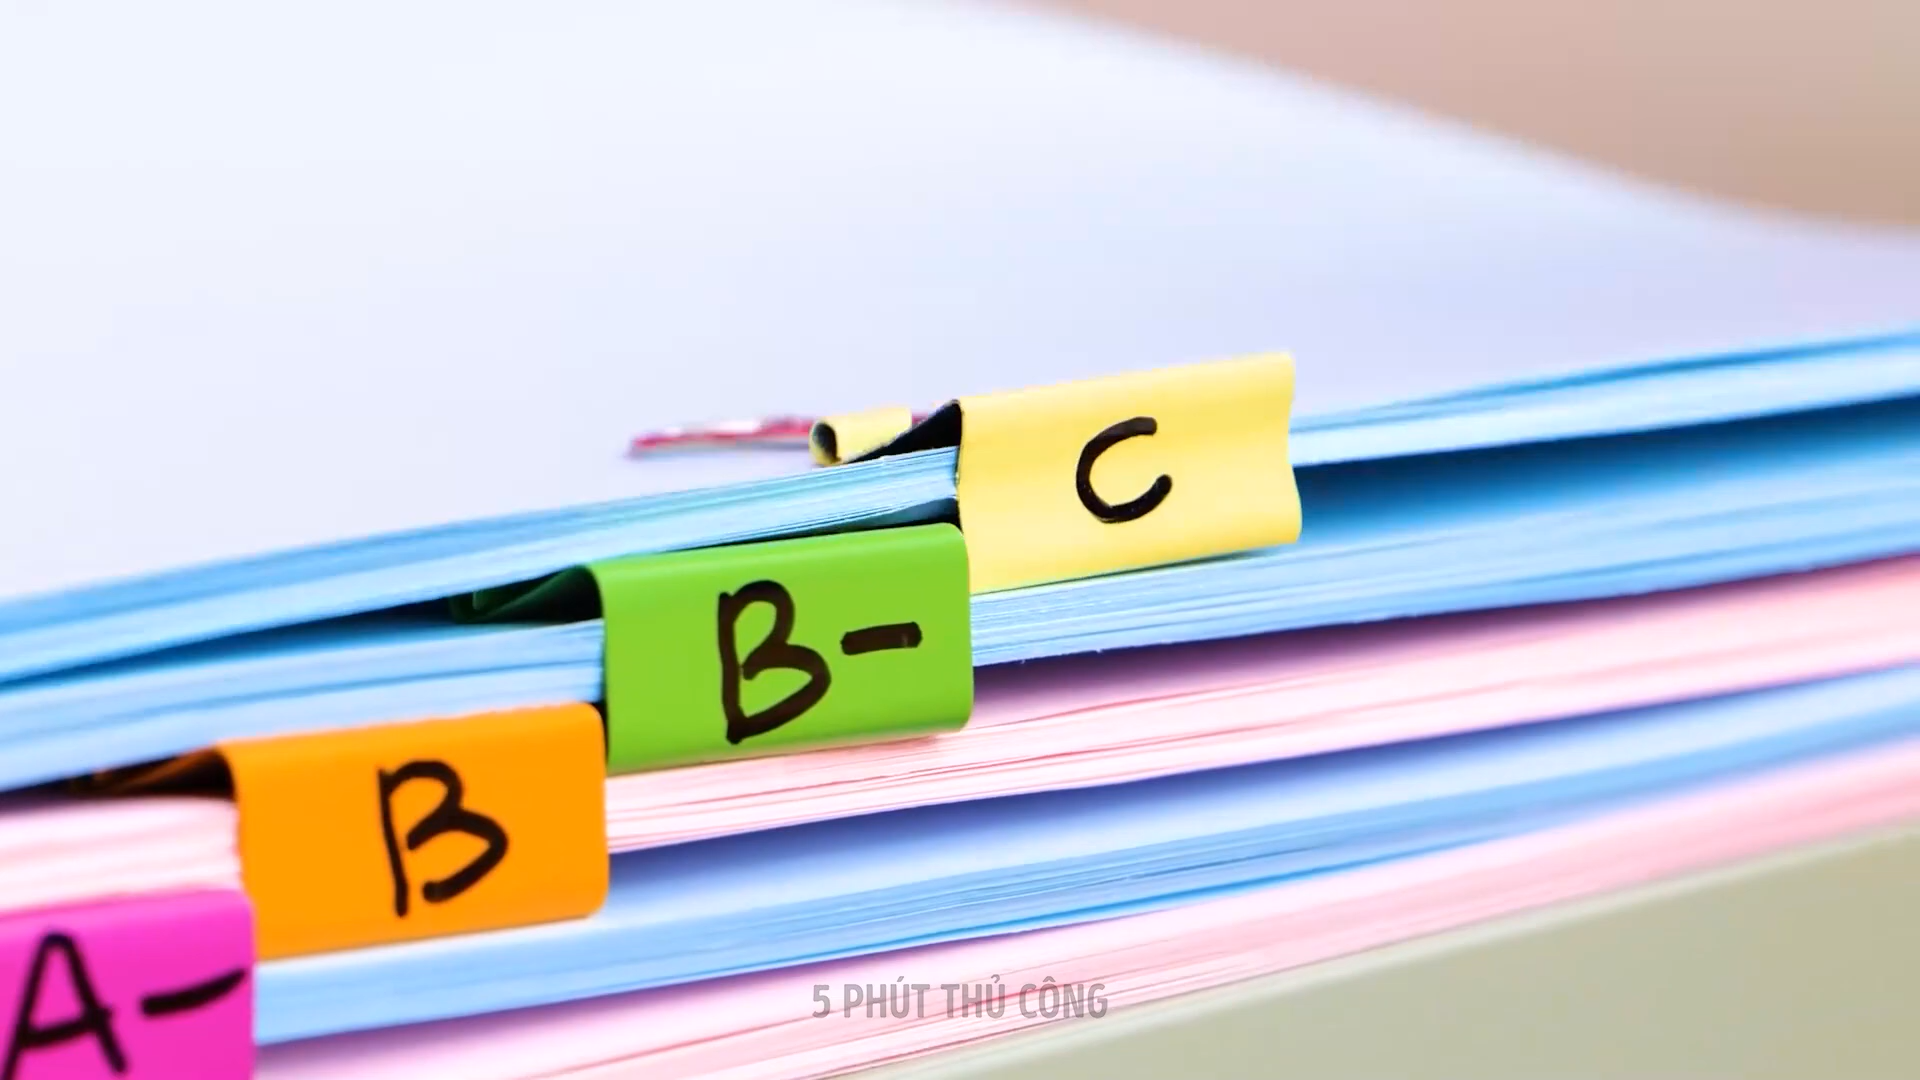 C
B-
B
A-
5 PHÚT THỦ CÔNG